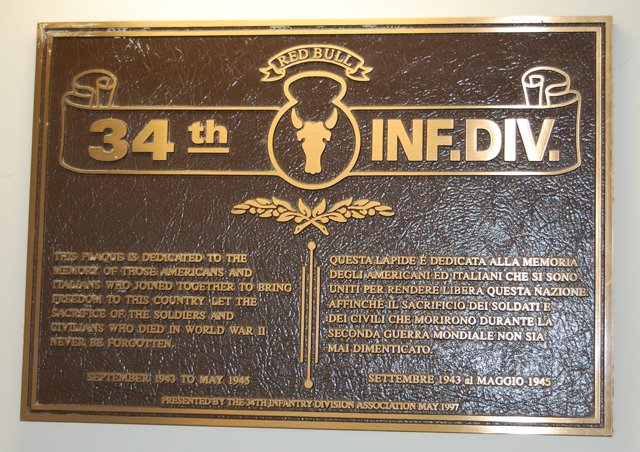 RED BULL
34th INF.DIV.
THIS PLAQUE IS DEDICATED TO THE
MEMORY OF THOSE AMERICANS AND
ITALIANS WHO JOINED TOGETHER TO BRING
FREEDOM TO THIS COUNTRY. LET THE
SACRIFICE OF THE SOLDIERS AND
CIVILIANS WHO DIED IN WORLD WAR II
NEVER BE FORGOTTEN.
SEPTEMBER 1943 TO MAY 1945
QUESTA LAPIDE É DEDICATA ALLA MEMORIA
DEGLI AMERICANI ED ITALIANI CHE SI SONO
UNITI PER RENDERE LIBERA QUESTA NAZIONE.
AFFINCHÉ IL SACRIFICIO DEI SOLDATI E
DEI CIVILI CHE MORIRONO DURANTE LA
SECONDA GUERRA MONDIALE NON SIA
MAI DIMENTICATO.
SETTEMBRE 1943 al MAGGIO 1945
PRESENTED BY THE 34TH INFANTRY DIVISION ASSOCIATION MAY 1997